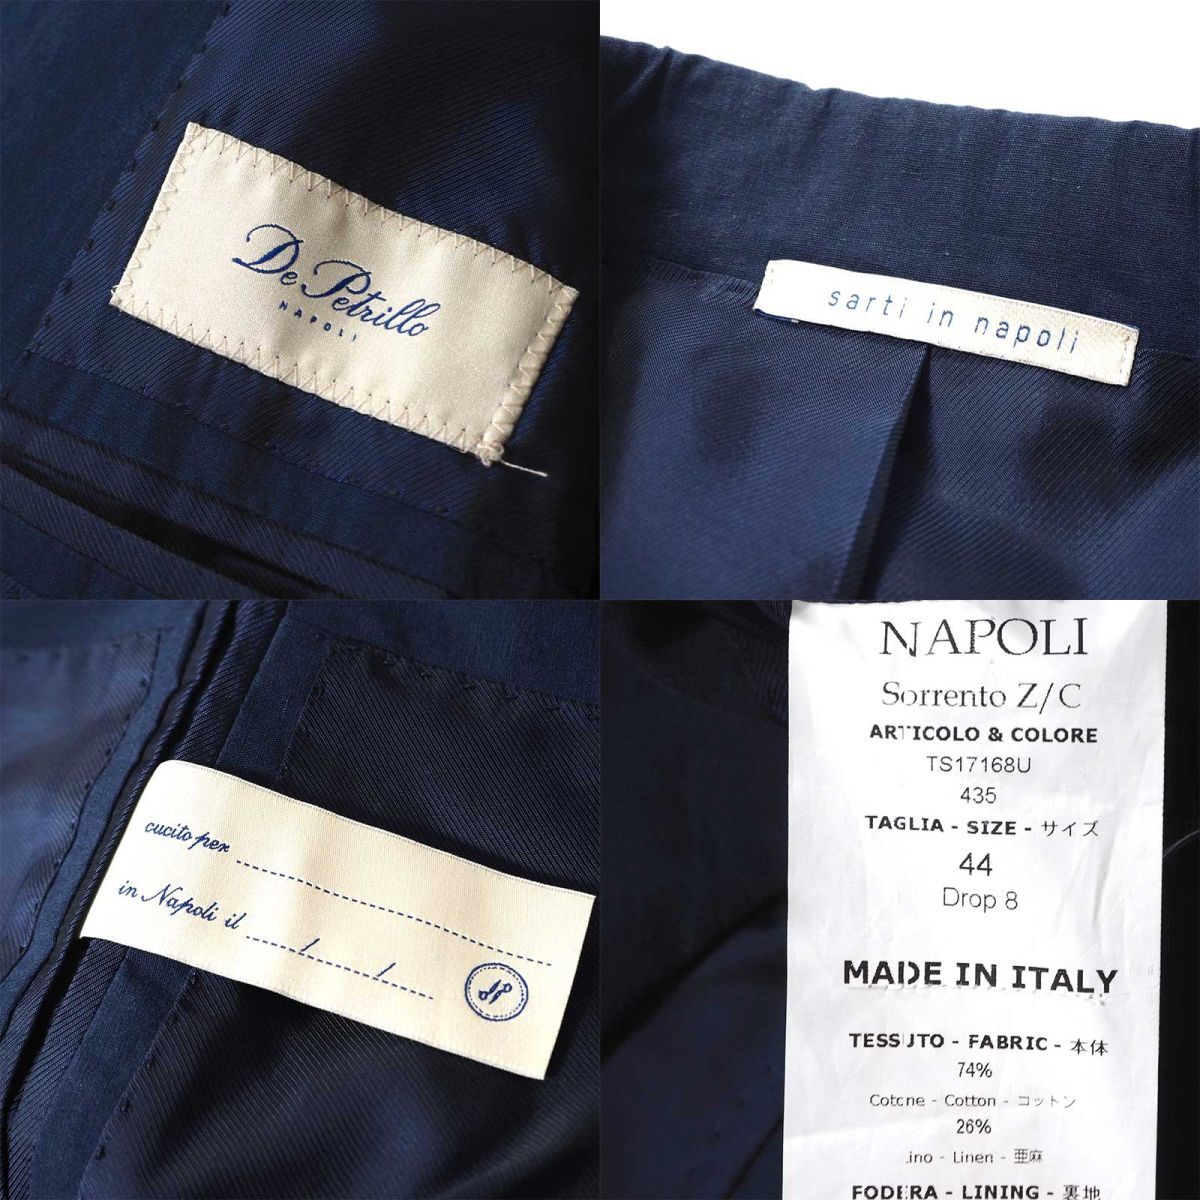 De Petrillo
NAPOLI
sarti in napoli
cucito per
in Napoli il / /
NAPOLI
Sorrento Z/C
ARTICOLO & COLORE
TS17168U
435
TAGLIA - SIZE - サイズ
44
Drop 8
MADE IN ITALY
TESSUTO - FABRIC - 本体
74%
Cotone - Cotton - コットン
26%
Lino - Linen - 亜麻
FODERA - LINING - 裏地